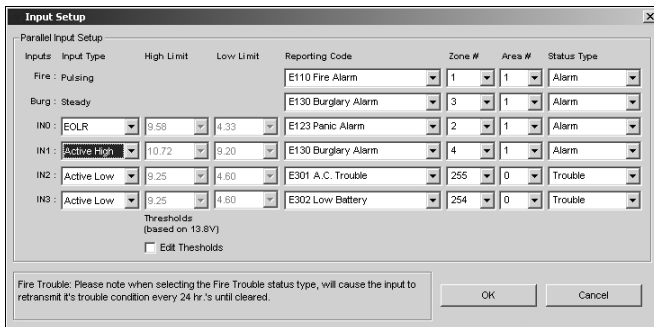 Input Setup
Parallel Input Setup
Inputs Input Type High Limit Low Limit Reporting Code Zone # Area # Status Type
Fire : Pulsing E110 Fire Alarm 1 1 Alarm
Burg : Steady E130 Burglary Alarm 3 1 Alarm
IN0 : EOLR 9.58 4.33 E123 Panic Alarm 2 1 Alarm
IN1 : Active High 10.72 9.20 E130 Burglary Alarm 4 1 Alarm
IN2 : Active Low 9.25 4.60 E301 A.C. Trouble 255 0 Trouble
IN3 : Active Low 9.25 4.60 E302 Low Battery 254 0 Trouble
Thresholds
(based on 13.8V)
Edit Thesholds
Fire Trouble: Please note when selecting the Fire Trouble status type, will cause the input to
retransmit it's trouble condition every 24 hr.'s until cleared.
OK Cancel